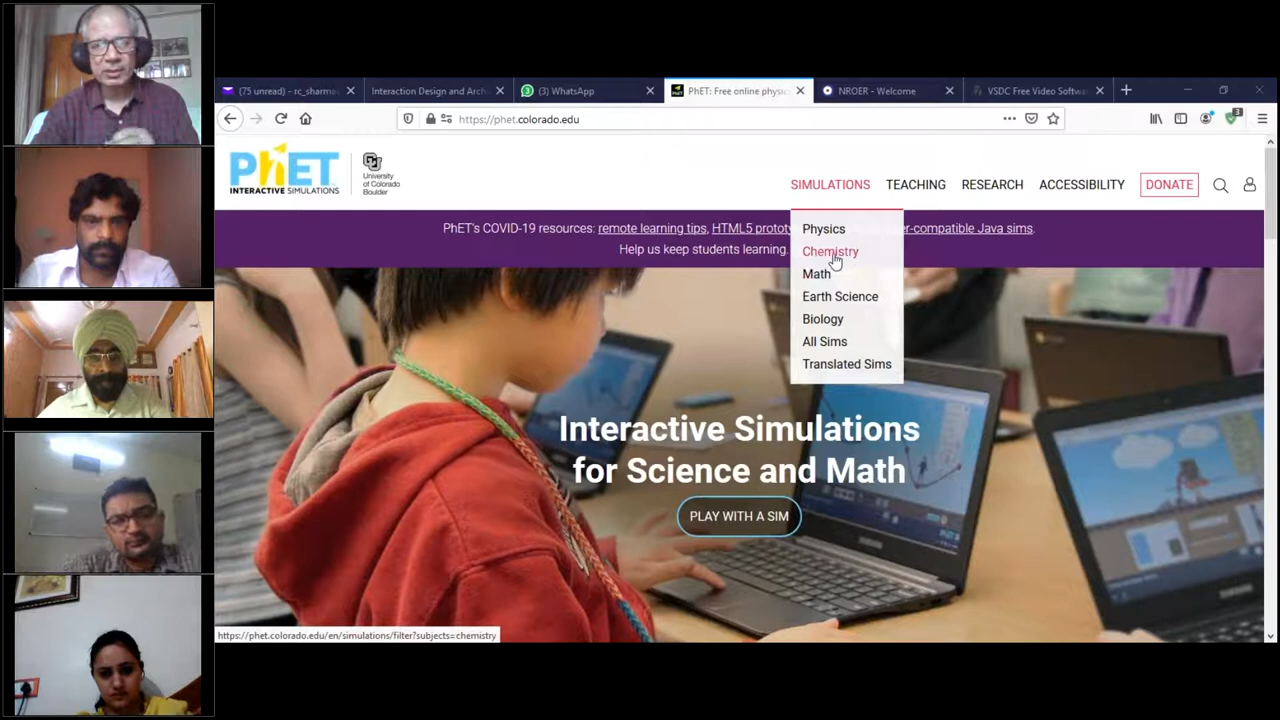 (75 unread) - rc_sharma
Interaction Design and Arch
(3) WhatsApp
PhET: Free online physic
NROER - Welcome
VSDC Free Video Softwa
https://phet.colorado.edu
3
PhET
INTERACTIVE SIMULATIONS
University
of Colorado
Boulder
SIMULATIONS
TEACHING
RESEARCH
ACCESSIBILITY
DONATE
PhET's COVID-19 resources: remote learning tips, HTML5 prototy
er-compatible Java sims.
Help us keep students learning.
Physics
Chemistry
Math
Earth Science
Biology
All Sims
Translated Sims
Interactive Simulations
for Science and Math
PLAY WITH A SIM
https://phet.colorado.edu/en/simulations/filter?subjects=chemistry